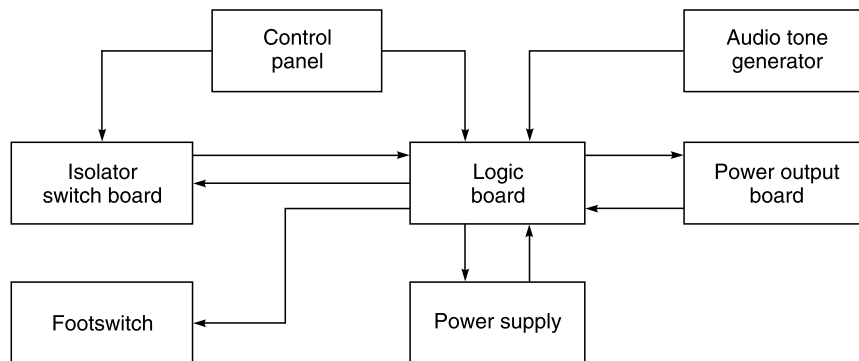 Control
panel
Audio tone
generator
Isolator
switch board
Logic
board
Power output
board
Footswitch
Power supply